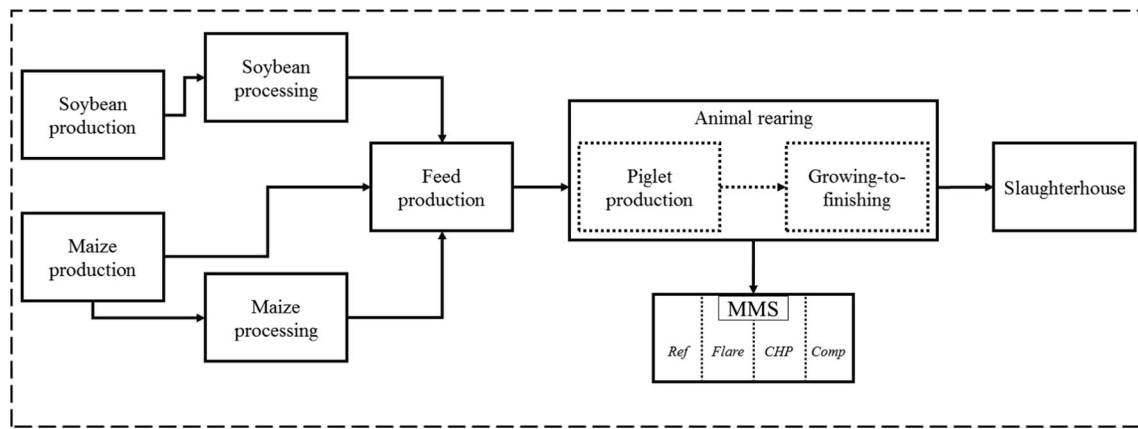 Soybean
production
Soybean
processing
Maize
production
Maize
processing
Feed
production
Animal rearing
Piglet
production
Growing-to-
finishing
Slaughterhouse
MMS
Ref Flare CHP Comp